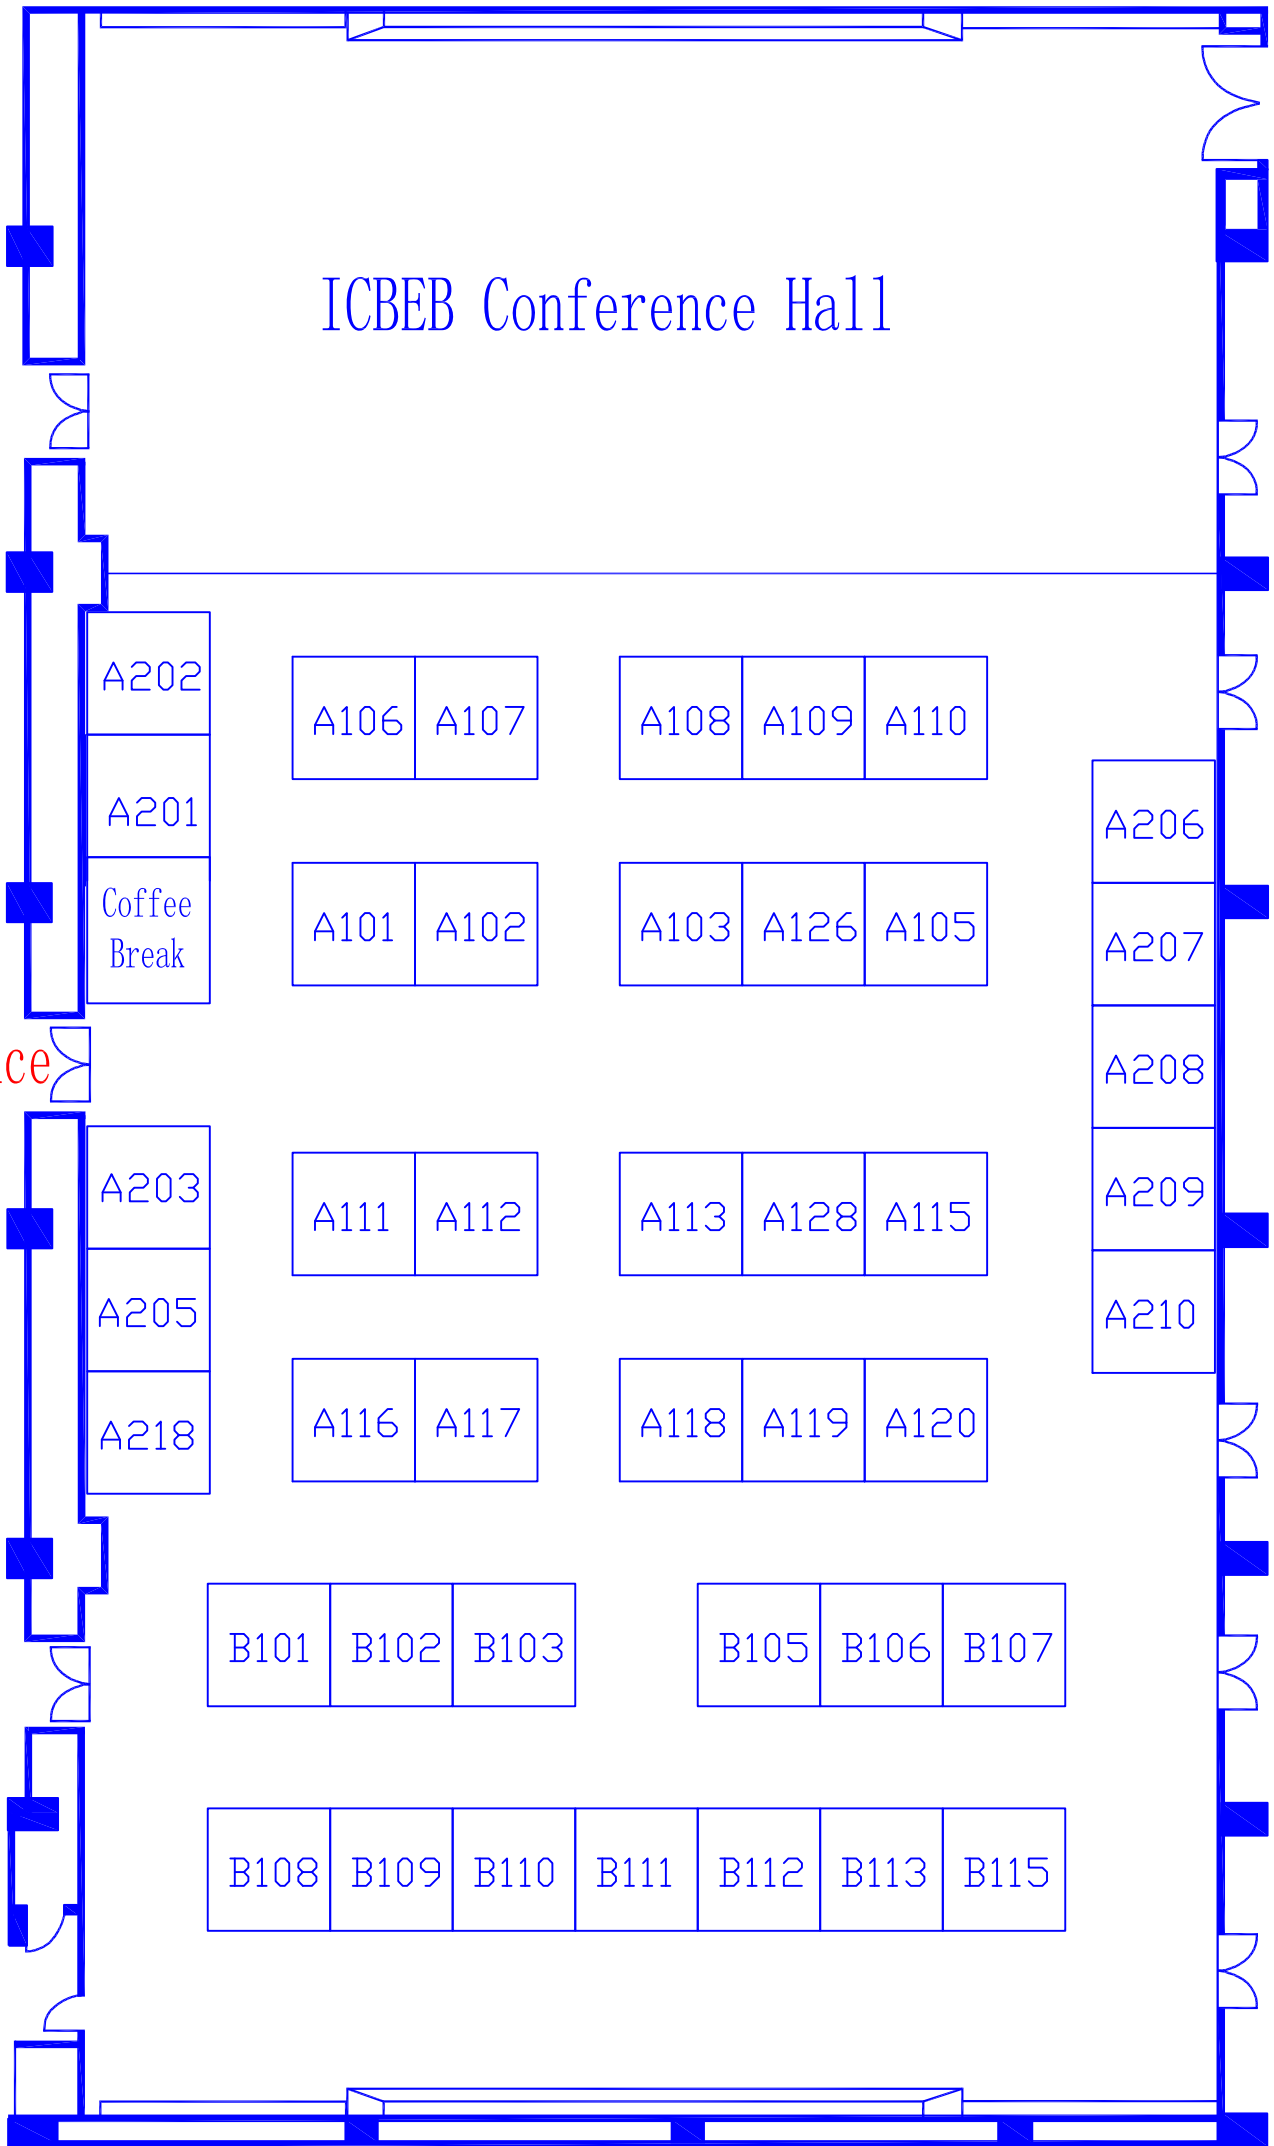 ICBEB Conference Hall
A202
A106 A107 A108 A109 A110
A201
A206
Coffee
Break
A101 A102 A103 A126 A105
A207
A208
A203
A111 A112 A113 A128 A115
A209
A205
A210
A218
A116 A117 A118 A119 A120
B101 B102 B103 B105 B106 B107
B108 B109 B110 B111 B112 B113 B115